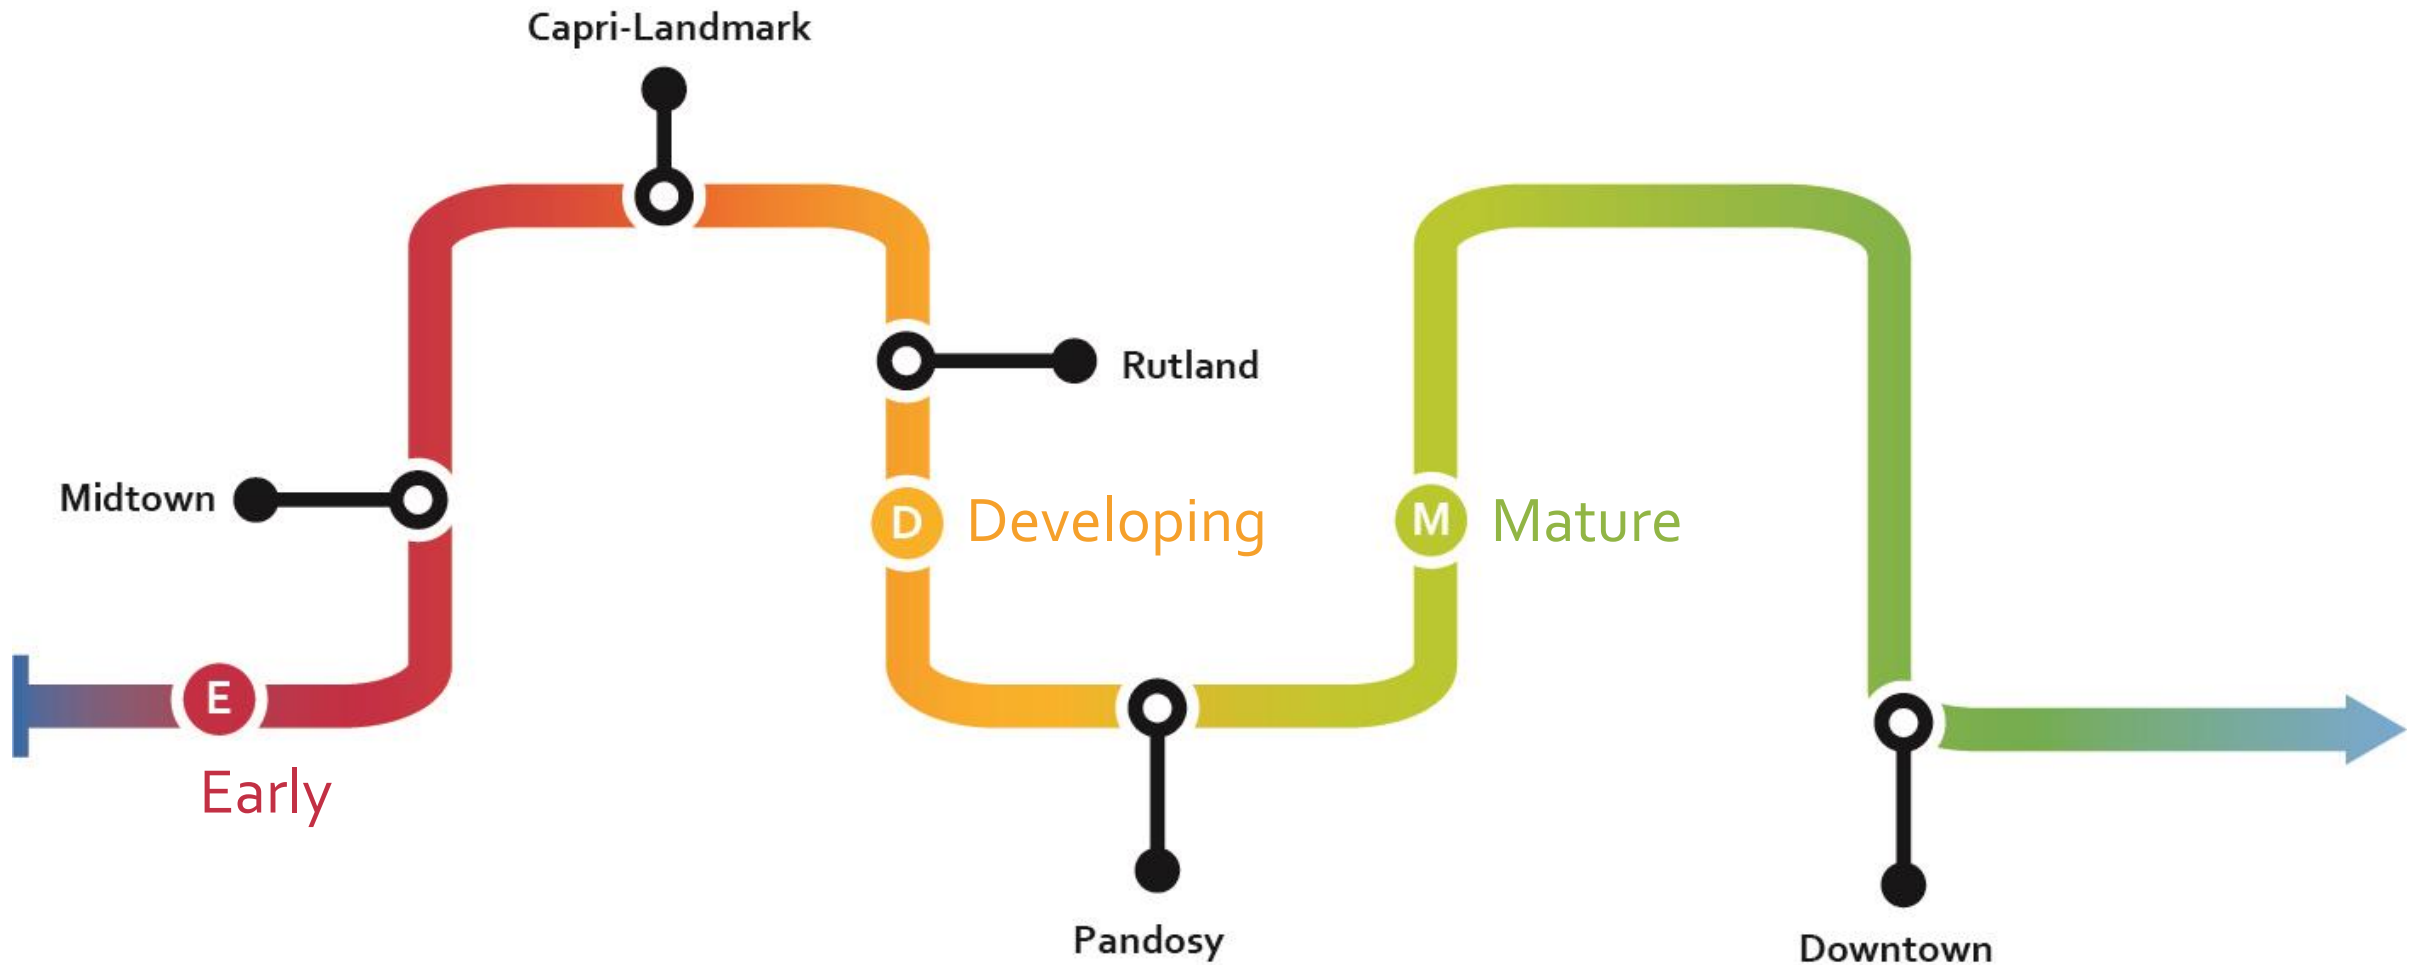 Capri-Landmark
Rutland
Midtown
D Developing
M Mature
E
Early
Pandosy
Downtown